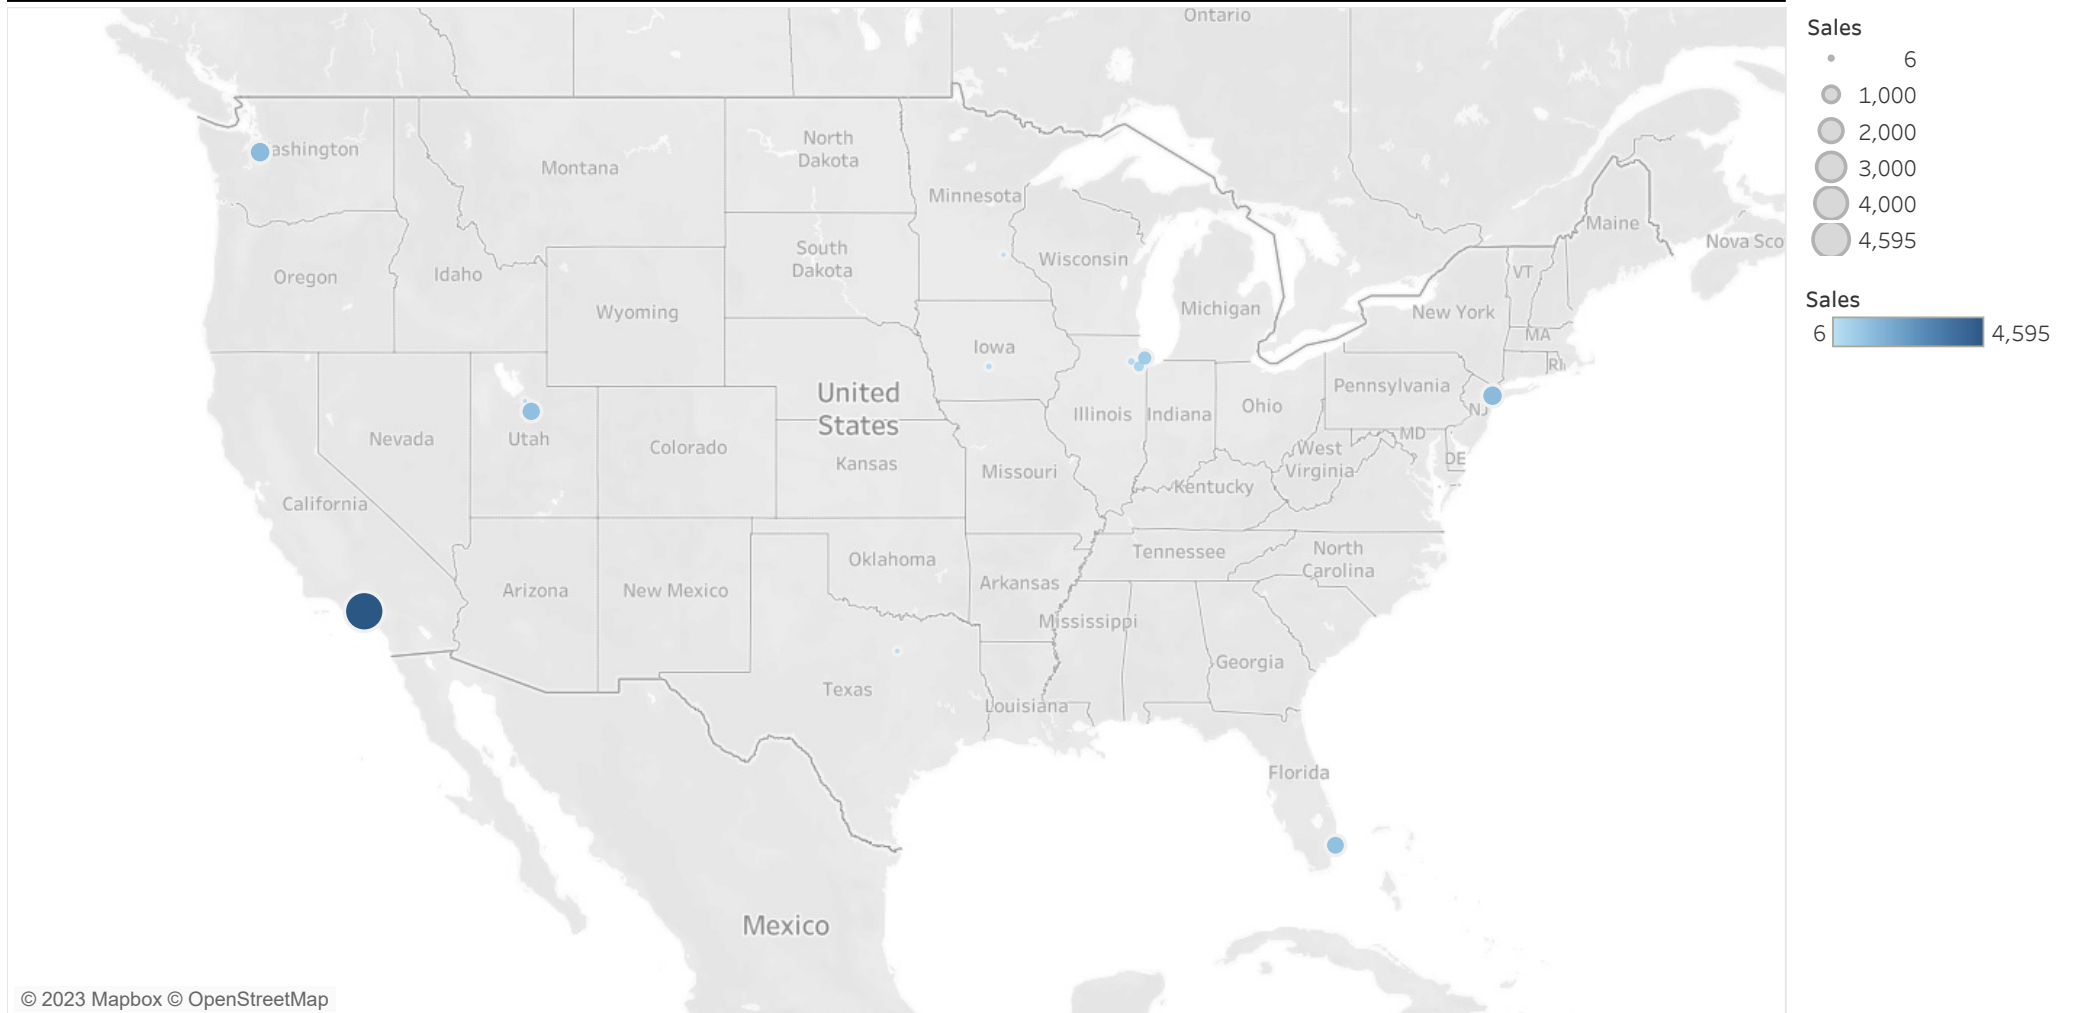 Ontario
ashington
Montana
North
Dakota
Minnesota
Maine
Nova Sco
Oregon
Idaho
South
Dakota
Wisconsin
VT
Wyoming
Michigan
New York
MA
Iowa
RI
United
States
Pennsylvania
Illinois
Indiana
Ohio
NJ
Nevada
Utah
Colorado
Kansas
Missouri
West
Virginia
MD
DE
Kentucky
California
Oklahoma
Tennessee
North
Carolina
Arizona
New Mexico
Arkansas
Mississippi
Georgia
Texas
Louisiana
Florida
Mexico
© 2023 Mapbox © OpenStreetMap
Sales
6
1,000
2,000
3,000
4,000
4,595
Sales
6 4,595